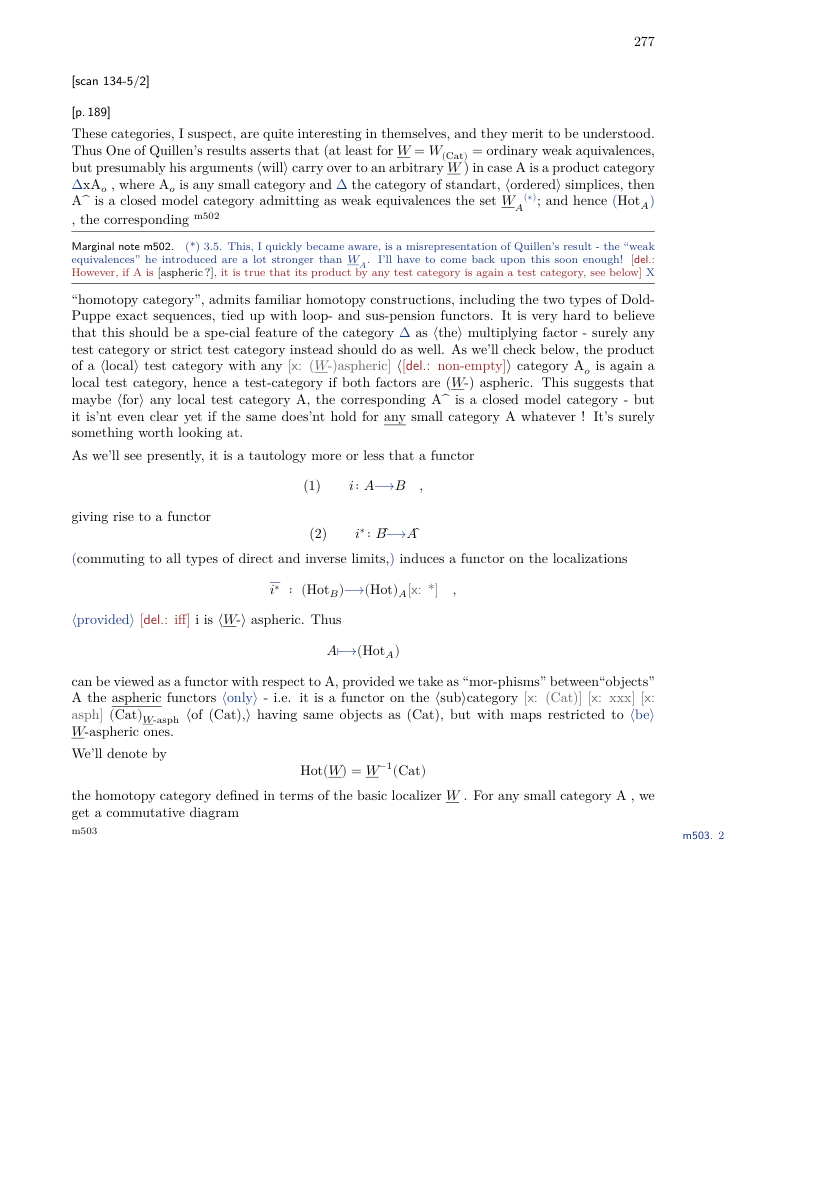 277
[scan 134-5/2]
[p. 189]
These categories, I suspect, are quite interesting in themselves, and they merit to be understood.
Thus One of Quillen's results asserts that (at least for W = W_(Cat) = ordinary weak equivalences,
but presumably his arguments ⟨will⟩ carry over to an arbitrary W ) in case A is a product category
ΔxA_o , where A_o is any small category and Δ the category of standart, ⟨ordered⟩ simplices, then
A^ is a closed model category admitting as weak equivalences the set W_A^(*); and hence (Hot_A)
, the corresponding m502
Marginal note m502. (*) 3.5. This, I quickly became aware, is a misrepresentation of Quillen's result - the "weak
equivalences" he introduced are a lot stronger than W_A. I'll have to come back upon this soon enough! [del.:
However, if A is [aspheric?], it is true that its product by any test category is again a test category, see below] X
"homotopy category", admits familiar homotopy constructions, including the two types of Dold-
Puppe exact sequences, tied up with loop- and sus-pension functors. It is very hard to believe
that this should be a spe-cial feature of the category Δ as ⟨the⟩ multiplying factor - surely any
test category or strict test category instead should do as well. As we'll check below, the product
of a ⟨local⟩ test category with any [x: (W-)aspheric] ⟨[del.: non-empty]⟩ category A_o is again a
local test category, hence a test-category if both factors are (W-) aspheric. This suggests that
maybe ⟨for⟩ any local test category A, the corresponding A^ is a closed model category - but
it is'nt even clear yet if the same does'nt hold for any small category A whatever ! It's surely
something worth looking at.
As we'll see presently, it is a tautology more or less that a functor
(1) i : A⟶B ,
giving rise to a functor
(2) i* : B^⟶A^
(commuting to all types of direct and inverse limits,) induces a functor on the localizations
i* : (Hot_B)⟶(Hot)_A[x: *] ,
⟨provided⟩ [del.: iff] i is ⟨W-⟩ aspheric. Thus
A⟼(Hot_A)
can be viewed as a functor with respect to A, provided we take as "mor-phisms" between"objects"
A the aspheric functors ⟨only⟩ - i.e. it is a functor on the ⟨sub⟩category [x: (Cat)] [x: xxx] [x:
asph] (Cat)_W-asph ⟨of (Cat),⟩ having same objects as (Cat), but with maps restricted to ⟨be⟩
W-aspheric ones.
We'll denote by
Hot(W) = W^−1(Cat)
the homotopy category defined in terms of the basic localizer W . For any small category A , we
get a commutative diagram
m503
m503. 2